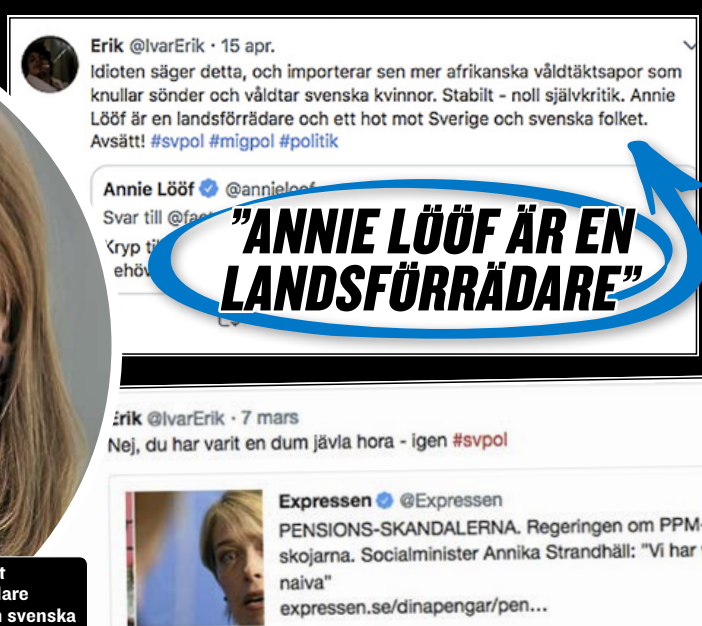 Erik @IvarErik · 15 apr.
Idioten säger detta, och importerar sen mer afrikanska våldtäktsapor som
knullar sönder och våldtar svenska kvinnor. Stabilt - noll självkritik. Annie
Lööf är en landsförrädare och ett hot mot Sverige och svenska folket.
Avsätt! #svpol #migpol #politik
Annie Lööf @annieloof
Svar till
"ANNIE LÖÖF ÄR EN
LANDSFÖRRÄDARE"
Erik @IvarErik · 7 mars
Nej, du har varit en dum jävla hora - igen #svpol
Expressen @Expressen
PENSIONS-SKANDALERNA. Regeringen om PPM-
skojarna. Socialminister Annika Strandhäll: "Vi har
naiva"
expressen.se/dinapengar/pen...
svenska